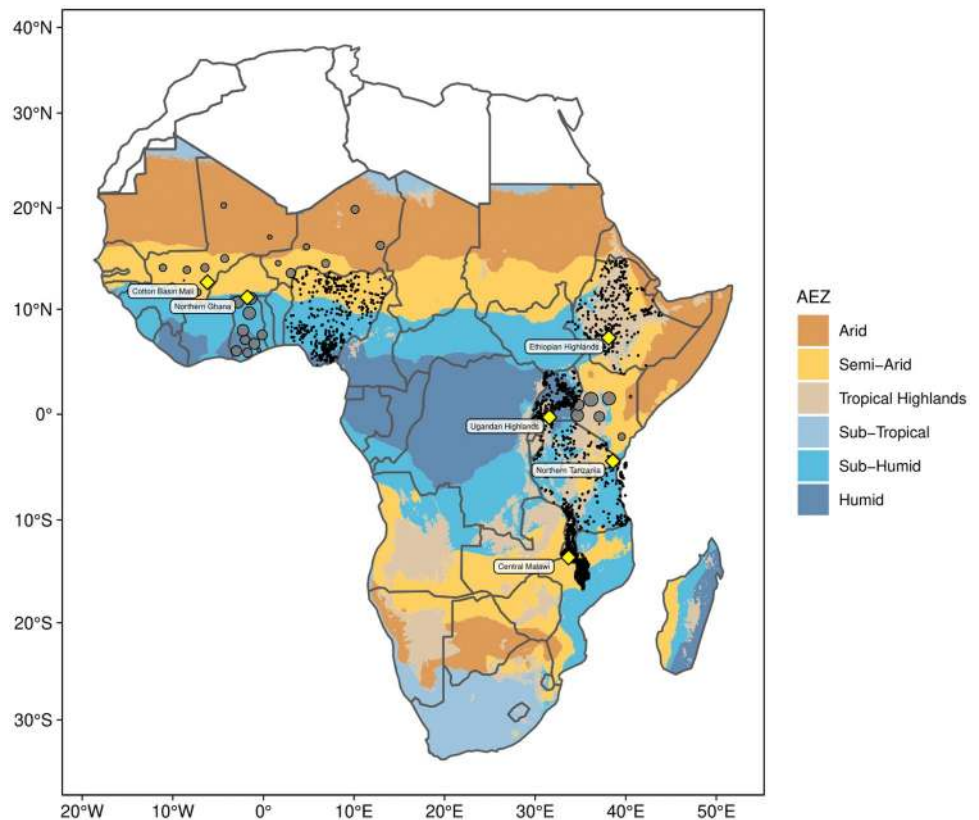 40°N
30°N
20°N
10°N
0°
10°S
20°S
30°S
Cotton Basin Mali
Northern Ghana
Ethiopian Highlands
Ugandan Highlands
Northern Tanzania
Central Malawi
20°W
10°W
0°
10°E
20°E
30°E
40°E
50°E
AEZ
Arid
Semi-Arid
Tropical Highlands
Sub-Tropical
Sub-Humid
Humid